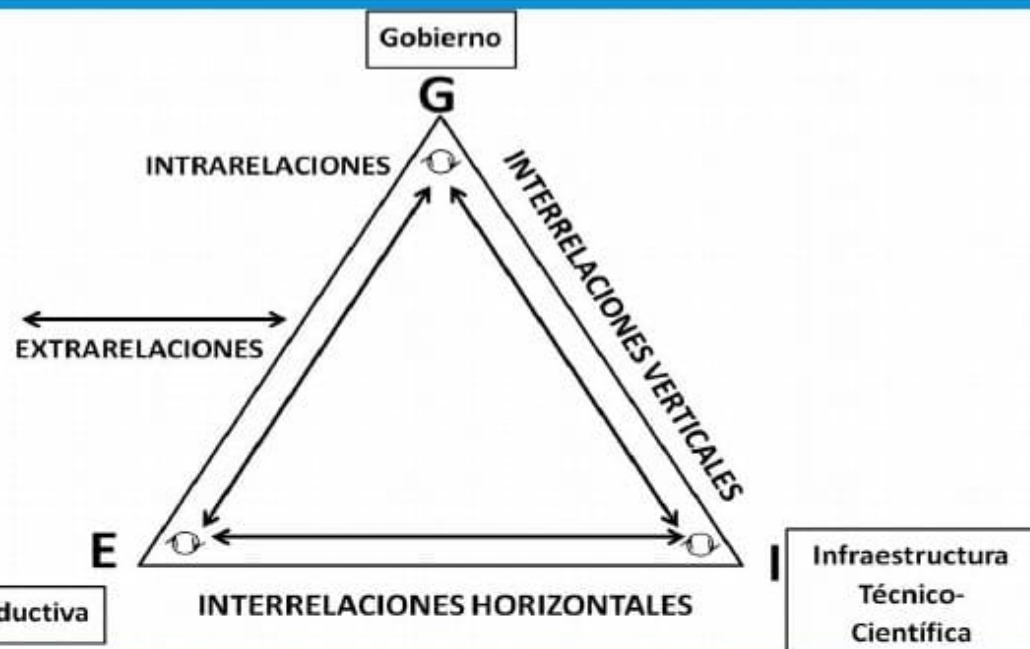 Gobierno
G
INTRARELACIONES
INTERRELACIONES VERTICALES
EXTRARELACIONES
E
I
Infraestructura
Técnico-
Científica
ductiva
INTERRELACIONES HORIZONTALES